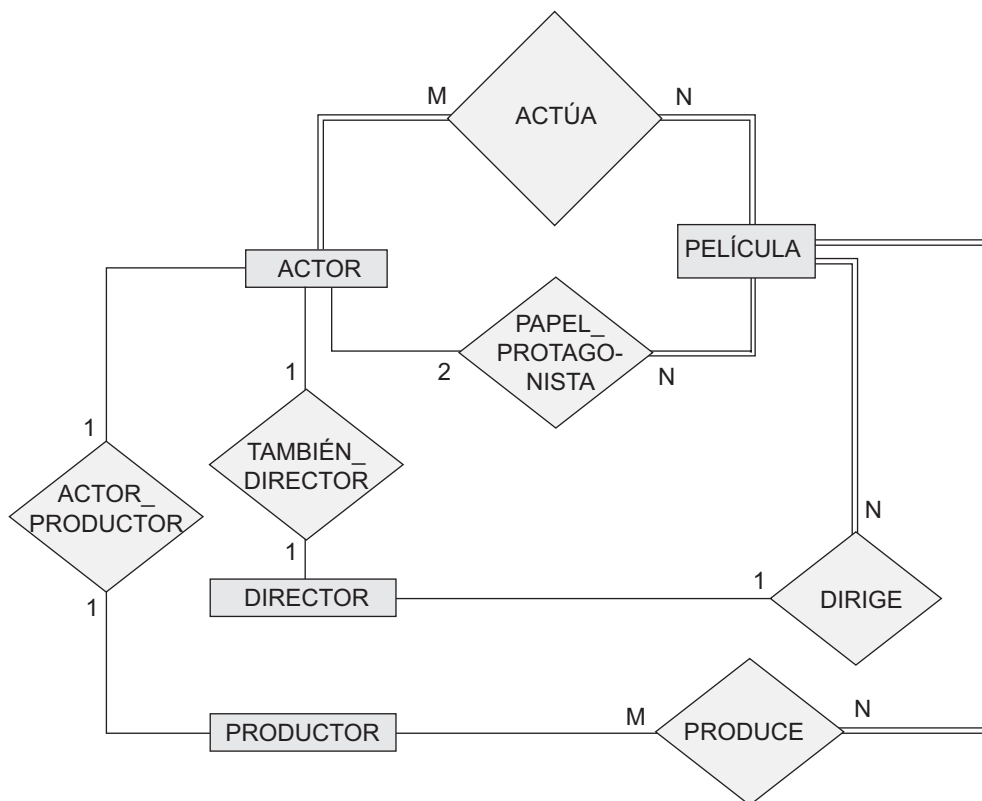 M
ACTÚA
N
ACTOR
PELÍCULA
PAPEL_
PROTAGO-
NISTA
2
N
1
1
TAMBIÉN_
DIRECTOR
ACTOR_
PRODUCTOR
1
1
DIRECTOR
1
N
DIRIGE
PRODUCTOR
M
PRODUCE
N